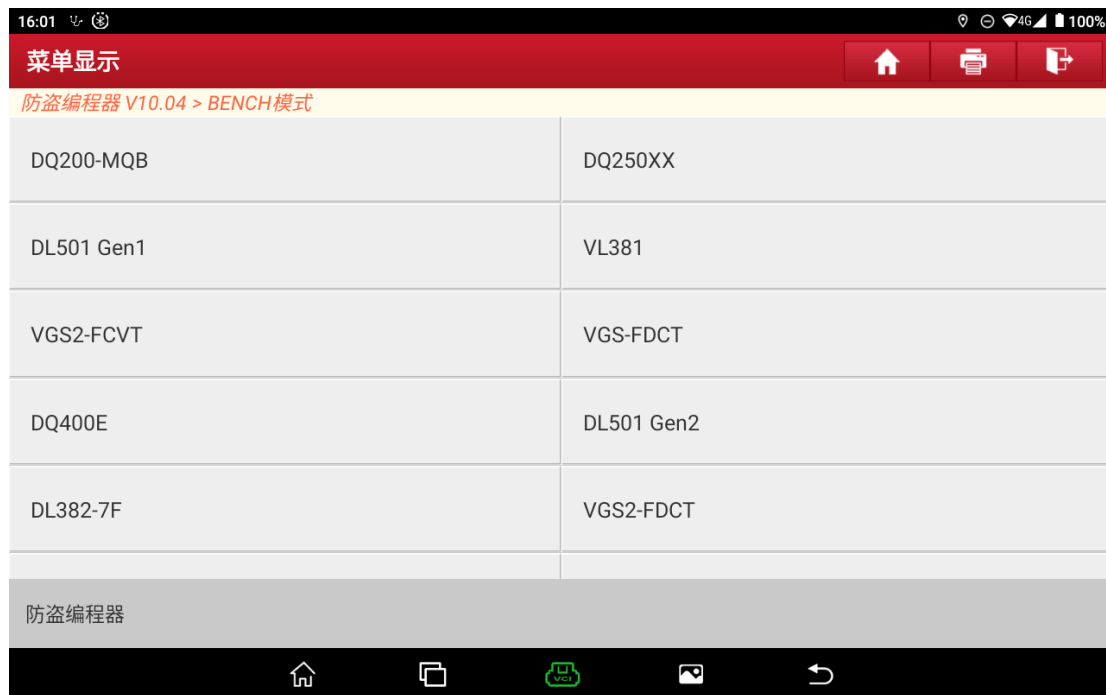 16:01 4G 100%
菜单显示
防盗编程器 V10.04 > BENCH模式
DQ200-MQB DQ250XX
DL501 Gen1 VL381
VGS2-FCVT VGS-FDCT
DQ400E DL501 Gen2
DL382-7F VGS2-FDCT
防盗编程器
VCI